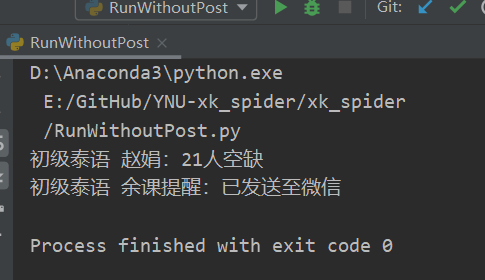 RunWithoutPost
Git:
RunWithoutPost
D:\Anaconda3\python.exe
E:/GitHub/YNU-xk_spider/xk_spider
/RunWithoutPost.py
初级泰语 赵娟：21人空缺
初级泰语 余课提醒：已发送至微信
Process finished with exit code 0